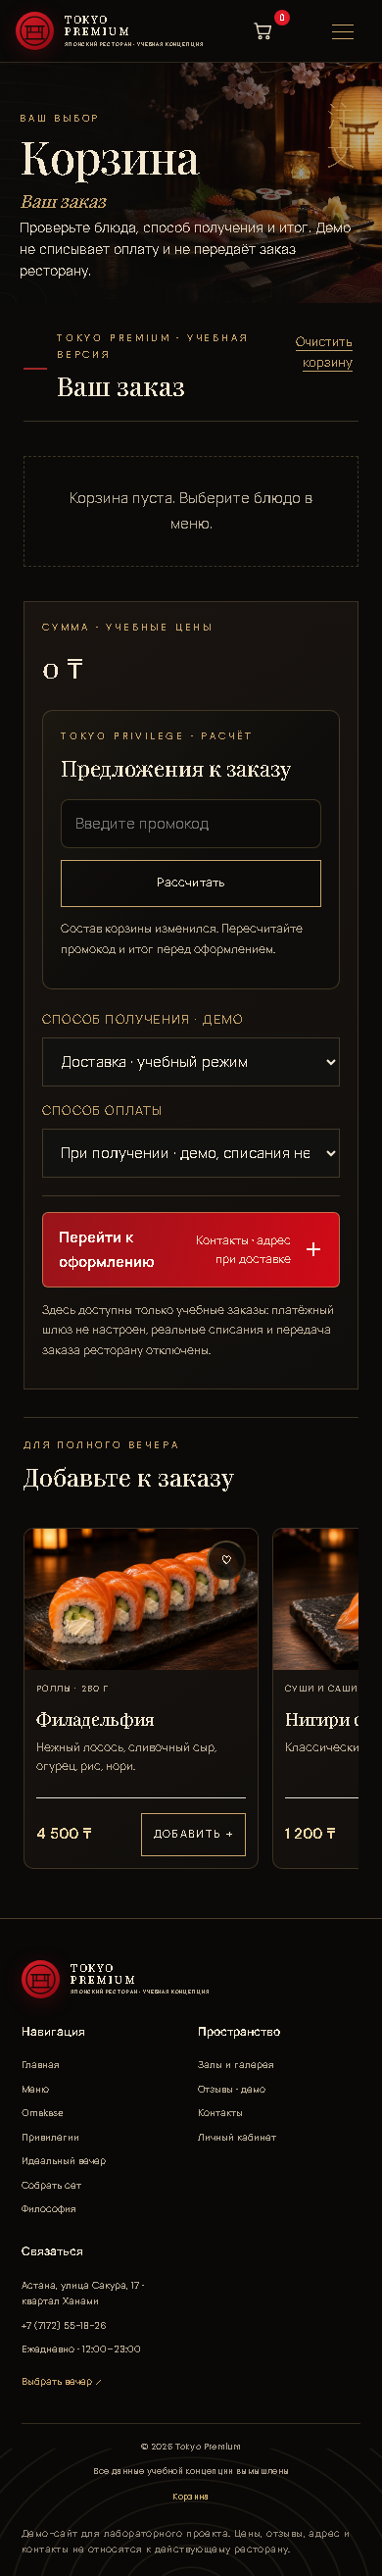 TOKYO
PREMIUM
ЯПОНСКИЙ РЕСТОРАН · УЧЕБНАЯ КОНЦЕПЦИЯ
0
ВАШ ВЫБОР
Корзина
Ваш заказ
Проверьте блюда, способ получения и итог. Демо
не списывает оплату и не передаёт заказ
ресторану.
TOKYO PREMIUM · УЧЕБНАЯ
ВЕРСИЯ
Ваш заказ
Очистить
корзину
Корзина пуста. Выберите блюдо в
меню.
СУММА · УЧЕБНЫЕ ЦЕНЫ
0 ₸
TOKYO PRIVILEGE · РАСЧЁТ
Предложения к заказу
Введите промокод
Рассчитать
Состав корзины изменился. Пересчитайте
промокод и итог перед оформлением.
СПОСОБ ПОЛУЧЕНИЯ · ДЕМО
Доставка · учебный режим
СПОСОБ ОПЛАТЫ
При получении · демо, списания не
Перейти к
оформлению
Контакты · адрес
при доставке
+
Здесь доступны только учебные заказы: платёжный
шлюз не настроен, реальные списания и передача
заказа ресторану отключены.
ДЛЯ ПОЛНОГО ВЕЧЕРА
Добавьте к заказу
РОЛЛЫ · 280 Г
Филадельфия
Нежный лосось, сливочный сыр,
огурец, рис, нори.
4 500 ₸
ДОБАВИТЬ +
СУШИ И САШИ
Нигири с
Классически
1 200 ₸
TOKYO
PREMIUM
ЯПОНСКИЙ РЕСТОРАН · УЧЕБНАЯ КОНЦЕПЦИЯ
Навигация
Главная
Меню
Omakase
Привилегии
Идеальный вечер
Собрать сет
Философия
Пространство
Залы и галерея
Отзывы · демо
Контакты
Личный кабинет
Связаться
Астана, улица Сакура, 17 ·
квартал Ханами
+7 (7172) 55-18-26
Ежедневно · 12:00–23:00
Выбрать вечер ↗
© 2026 Tokyo Premium
Все данные учебной концепции вымышлены
Корзина
Демо-сайт для лабораторного проекта. Цены, отзывы, адрес и
контакты не относятся к действующему ресторану.